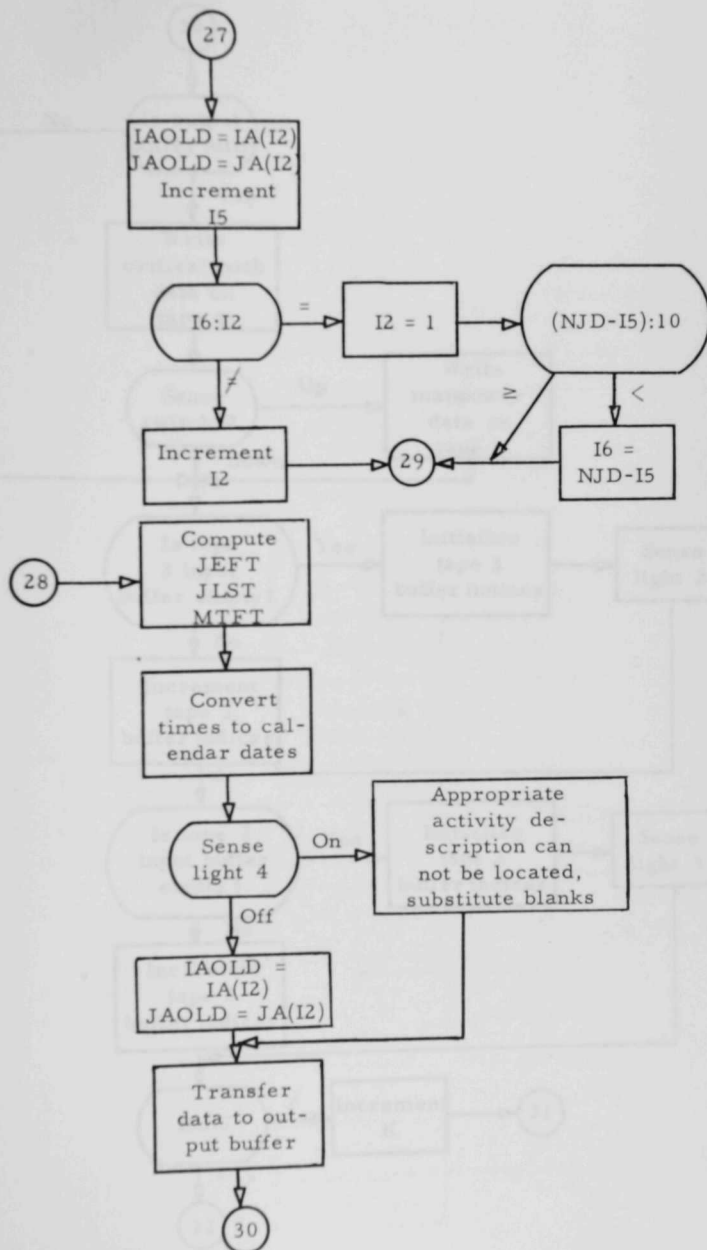 27
IAOLD = IA(I2)
JAOLD = JA(I2)
Increment
I5
I6:I2
=
I2 = 1
(NJD-I5):10
≠
≥
<
Increment
I2
29
I6 =
NJD-I5
28
Compute
JEFT
JLST
MTFT
Convert
times to cal-
endar dates
Sense
light 4
On
Appropriate
activity de-
scription can
not be located,
substitute blanks
Off
IAOLD =
IA(I2)
JAOLD = JA(I2)
Transfer
data to out-
put buffer
30